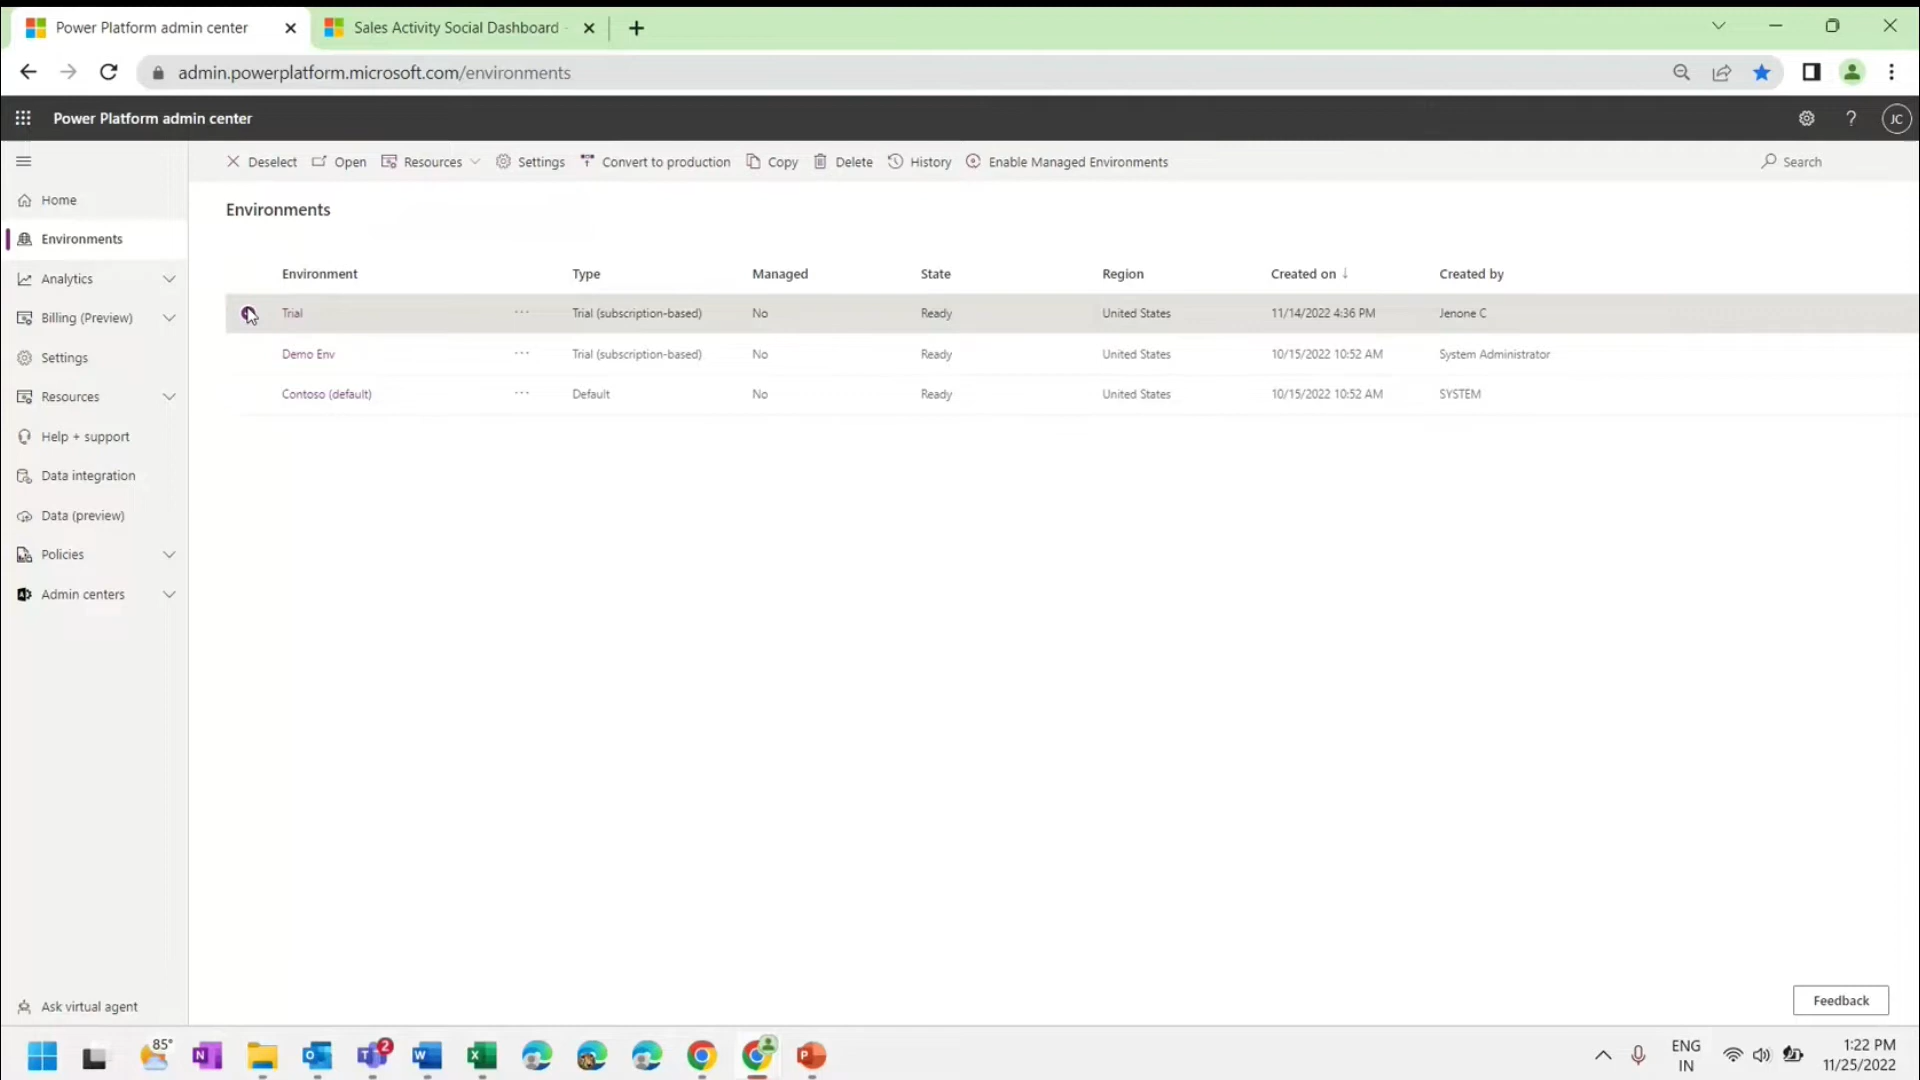 Power Platform admin center
Sales Activity Social Dashboard -
admin.powerplatform.microsoft.com/environments
Power Platform admin center
? JC
Deselect Open Resources Settings Convert to production Copy Delete History Enable Managed Environments Search
Home
Environments
Analytics
Billing (Preview)
Settings
Resources
Help + support
Data integration
Data (preview)
Policies
Admin centers
Ask virtual agent
Environments
Environment Type Managed State Region Created on ↓ Created by
Trial ... Trial (subscription-based) No Ready United States 11/14/2022 4:36 PM Jenone C
Demo Env ... Trial (subscription-based) No Ready United States 10/15/2022 10:52 AM System Administrator
Contoso (default) ... Default No Ready United States 10/15/2022 10:52 AM SYSTEM
Feedback
85°
N
2
W
X
P
ENG
IN
1:22 PM
11/25/2022